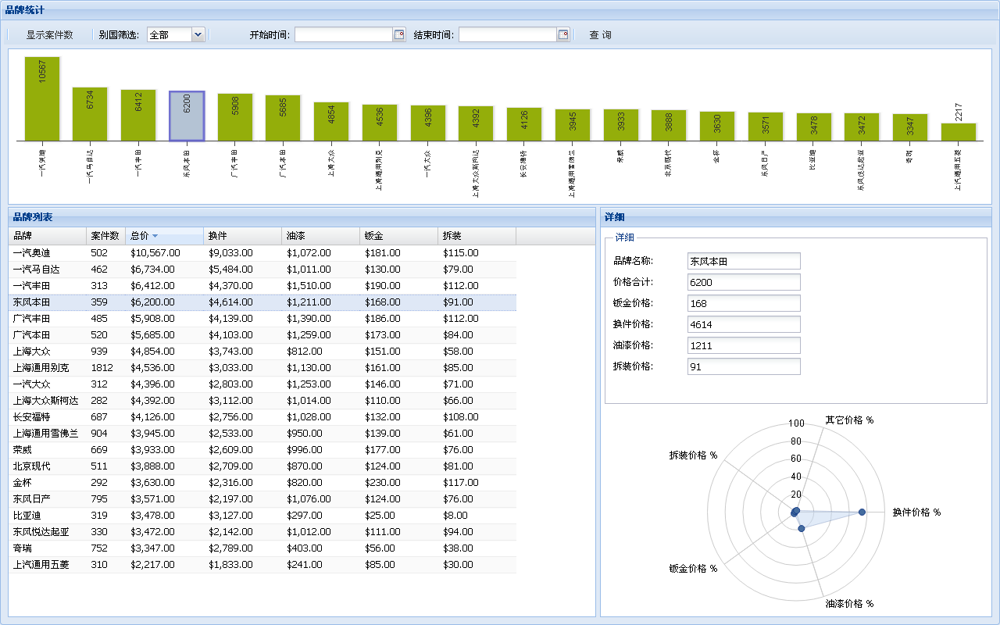 品牌统计
显示案件数 别国筛选: 全部 开始时间: 结束时间: 查 询
10567 6734 6412 6200 5908 5685 4854 4536 4396 4392 4126 3945 3933 3888 3630 3571 3478 3472 3347 2217
一汽奥迪 一汽马自达 一汽丰田 东风本田 广汽丰田 广汽本田 上海大众 上海通用别克 一汽大众 上海大众斯柯达 长安福特 上海通用雪佛兰 荣威 北京现代 金杯 东风日产 比亚迪 东风悦达起亚 奇瑞 上汽通用五菱
品牌列表
品牌 案件数 总价 换件 油漆 钣金 拆装
一汽奥迪 502 $10,567.00 $9,033.00 $1,072.00 $181.00 $115.00
一汽马自达 462 $6,734.00 $5,484.00 $1,011.00 $130.00 $79.00
一汽丰田 313 $6,412.00 $4,370.00 $1,510.00 $190.00 $112.00
东风本田 359 $6,200.00 $4,614.00 $1,211.00 $168.00 $91.00
广汽丰田 485 $5,908.00 $4,139.00 $1,390.00 $186.00 $112.00
广汽本田 520 $5,685.00 $4,103.00 $1,259.00 $173.00 $84.00
上海大众 939 $4,854.00 $3,743.00 $812.00 $151.00 $58.00
上海通用别克 1812 $4,536.00 $3,033.00 $1,130.00 $161.00 $85.00
一汽大众 312 $4,396.00 $2,803.00 $1,253.00 $146.00 $71.00
上海大众斯柯达 282 $4,392.00 $3,112.00 $1,014.00 $110.00 $66.00
长安福特 687 $4,126.00 $2,756.00 $1,028.00 $132.00 $108.00
上海通用雪佛兰 904 $3,945.00 $2,533.00 $950.00 $139.00 $61.00
荣威 669 $3,933.00 $2,609.00 $996.00 $177.00 $76.00
北京现代 511 $3,888.00 $2,709.00 $870.00 $124.00 $81.00
金杯 292 $3,630.00 $2,316.00 $820.00 $230.00 $117.00
东风日产 795 $3,571.00 $2,197.00 $1,076.00 $124.00 $76.00
比亚迪 319 $3,478.00 $3,127.00 $297.00 $25.00 $8.00
东风悦达起亚 330 $3,472.00 $2,142.00 $1,012.00 $111.00 $94.00
奇瑞 752 $3,347.00 $2,789.00 $403.00 $56.00 $38.00
上汽通用五菱 310 $2,217.00 $1,833.00 $241.00 $85.00 $30.00
详细
详细
品牌名称: 东风本田
价格合计: 6200
钣金价格: 168
换件价格: 4614
油漆价格: 1211
拆装价格: 91
100 其它价格 %
80
拆装价格 %
60
40
20
换件价格 %
钣金价格 %
油漆价格 %